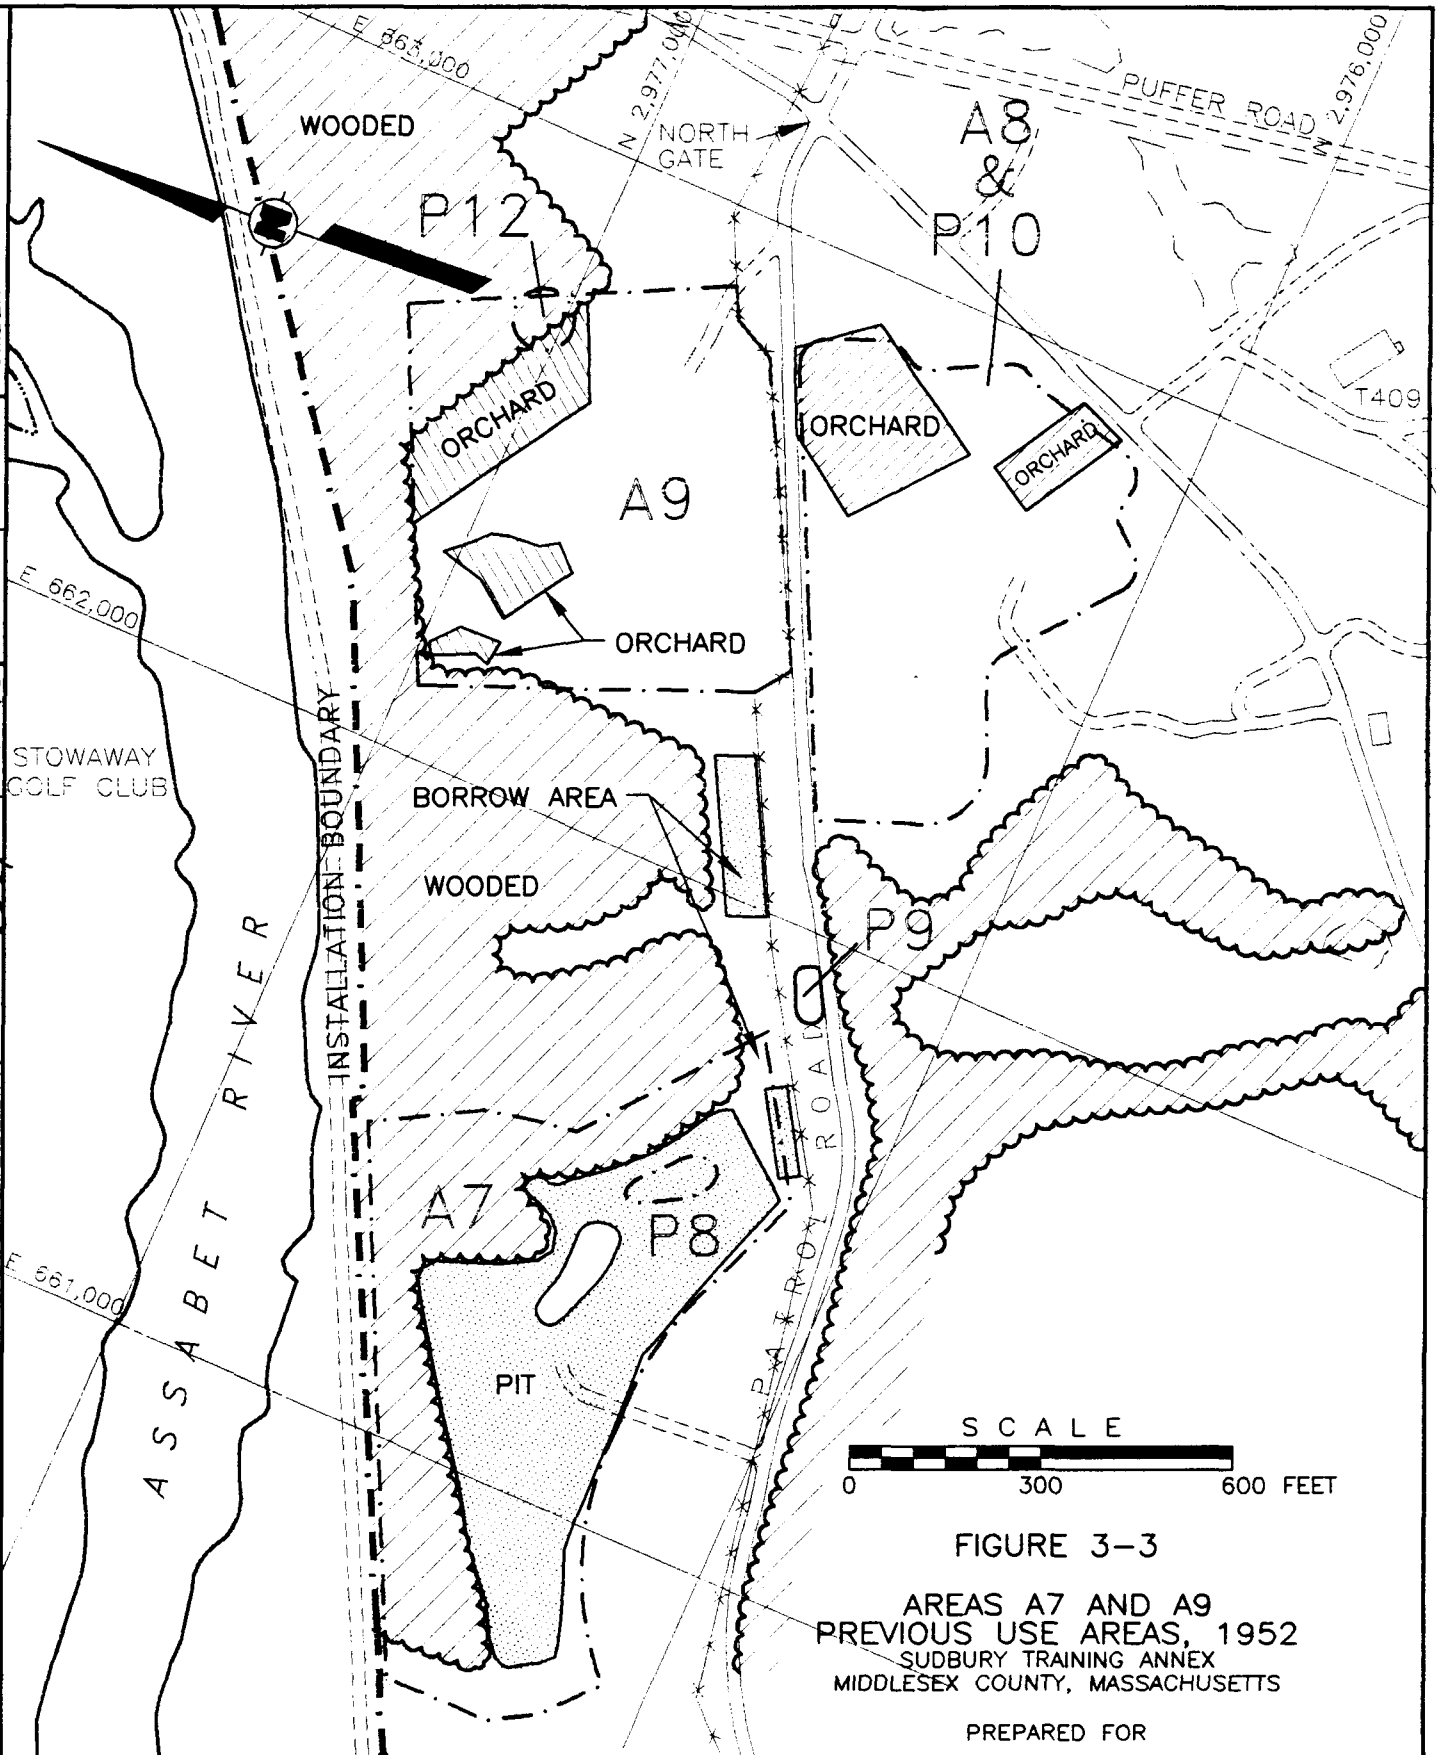 E 663,000
N 2,977,000
N 2,976,000
PUFFER ROAD
WOODED
NORTH
GATE
A8
&
P10
P12
N
T409
ORCHARD
ORCHARD
ORCHARD
A9
E 662,000
ORCHARD
STOWAWAY
GOLF CLUB
INSTALLATION BOUNDARY
BORROW AREA
WOODED
P9
ASSABET RIVER
PATROL ROAD
A7
P8
E 661,000
PIT
SCALE
0 300 600 FEET
FIGURE 3-3
AREAS A7 AND A9
PREVIOUS USE AREAS, 1952
SUDBURY TRAINING ANNEX
MIDDLESEX COUNTY, MASSACHUSETTS
PREPARED FOR